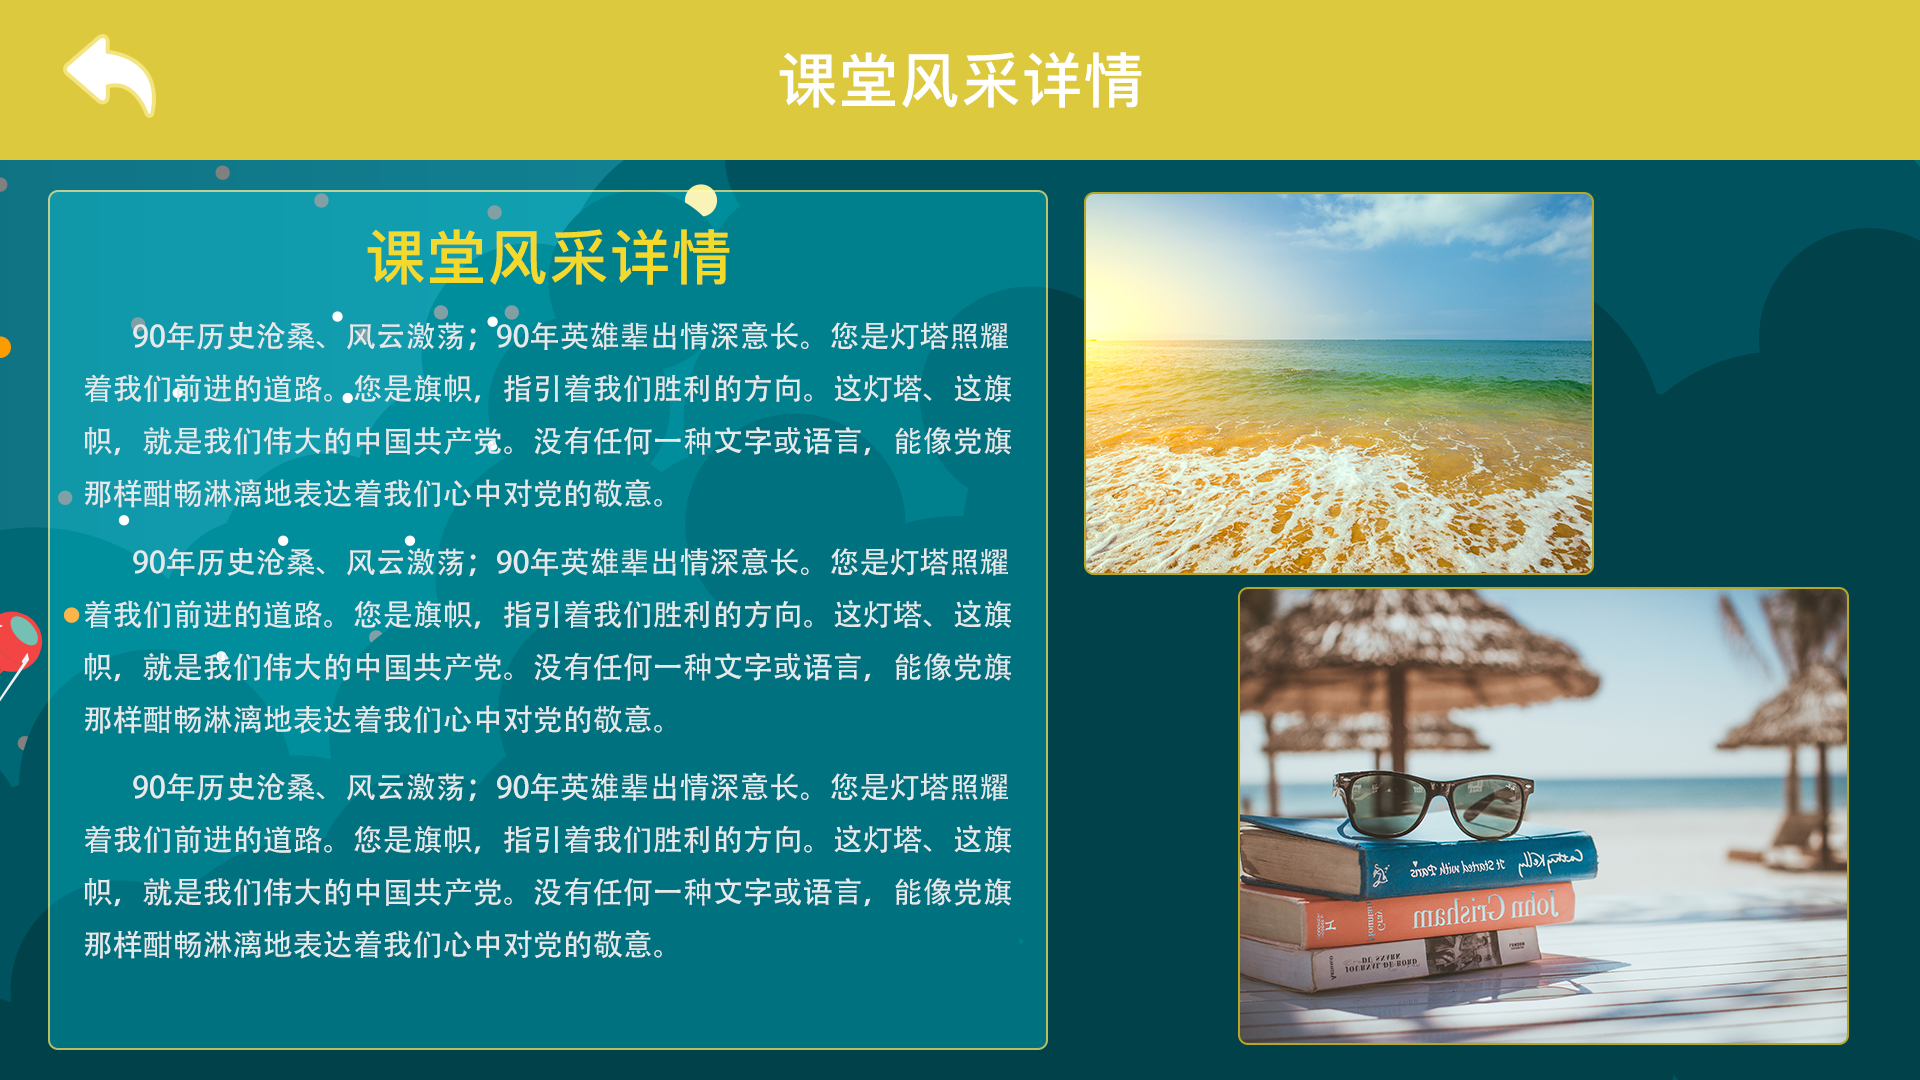 课堂风采详情
课堂风采详情
90年历史沧桑、风云激荡；90年英雄辈出情深意长。您是灯塔照耀
着我们前进的道路。您是旗帜，指引着我们胜利的方向。这灯塔、这旗
帜，就是我们伟大的中国共产党。没有任何一种文字或语言，能像党旗
那样酣畅淋漓地表达着我们心中对党的敬意。
90年历史沧桑、风云激荡；90年英雄辈出情深意长。您是灯塔照耀
着我们前进的道路。您是旗帜，指引着我们胜利的方向。这灯塔、这旗
帜，就是我们伟大的中国共产党。没有任何一种文字或语言，能像党旗
那样酣畅淋漓地表达着我们心中对党的敬意。
90年历史沧桑、风云激荡；90年英雄辈出情深意长。您是灯塔照耀
着我们前进的道路。您是旗帜，指引着我们胜利的方向。这灯塔、这旗
帜，就是我们伟大的中国共产党。没有任何一种文字或语言，能像党旗
那样酣畅淋漓地表达着我们心中对党的敬意。
Cathy Kelly It Started with Paris
John Grisham